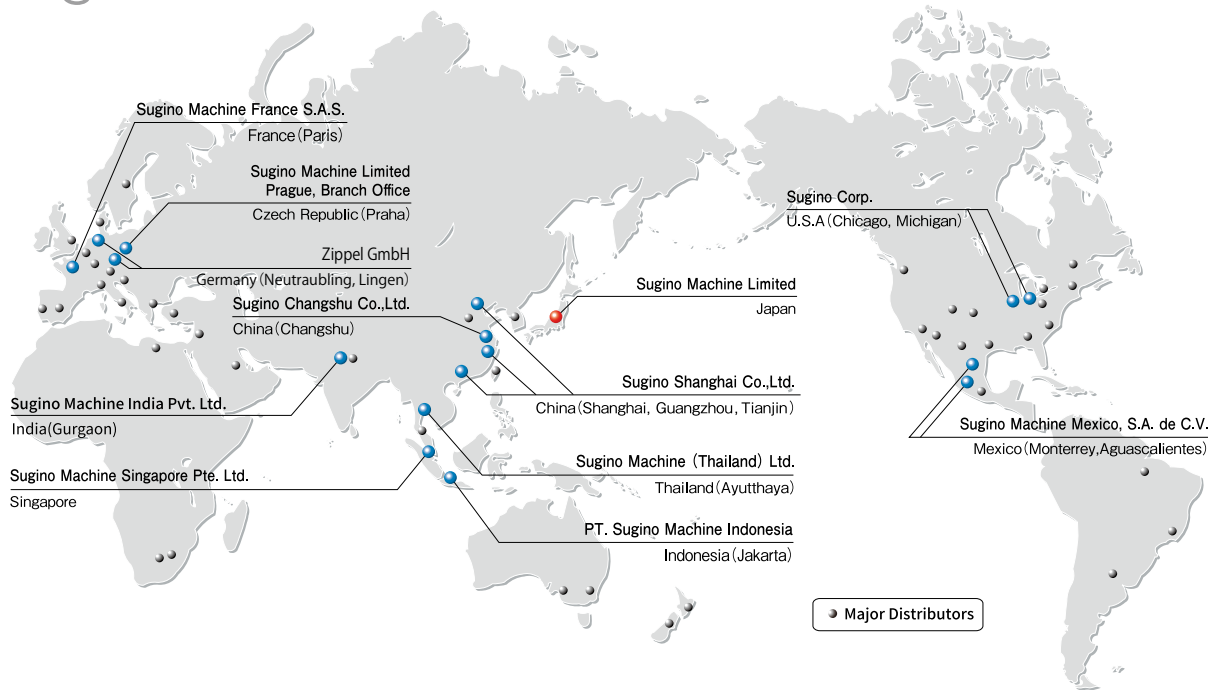 Sugino Machine France S.A.S.
France(Paris)
Sugino Machine Limited
Prague, Branch Office
Czech Republic(Praha)
Zippel GmbH
Germany(Neutraubling, Lingen)
Sugino Changshu Co.,Ltd.
China(Changshu)
Sugino Machine India Pvt. Ltd.
India(Gurgaon)
Sugino Machine Singapore Pte. Ltd.
Singapore
Sugino Machine Limited
Japan
Sugino Shanghai Co.,Ltd.
China(Shanghai, Guangzhou, Tianjin)
Sugino Machine (Thailand) Ltd.
Thailand(Ayutthaya)
PT. Sugino Machine Indonesia
Indonesia(Jakarta)
Sugino Corp.
U.S.A(Chicago, Michigan)
Sugino Machine Mexico, S.A. de C.V.
Mexico(Monterrey,Aguascalientes)
Major Distributors